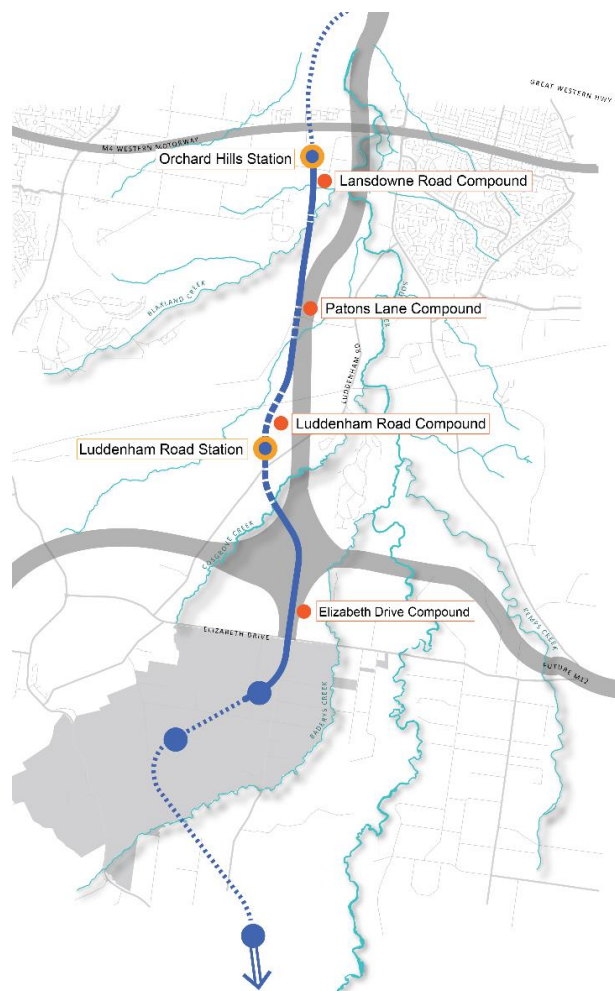 GREAT WESTERN HWY
M4 WESTERN MOTORWAY
Orchard Hills Station
Lansdowne Road Compound
BLAXLAND CREEK
Patons Lane Compound
LUDDENHAM RD
Luddenham Road Compound
Luddenham Road Station
COSGROVE CREEK
Elizabeth Drive Compound
ELIZABETH DRIVE
KEMPS CREEK
FUTURE M12
BADERYS CREEK